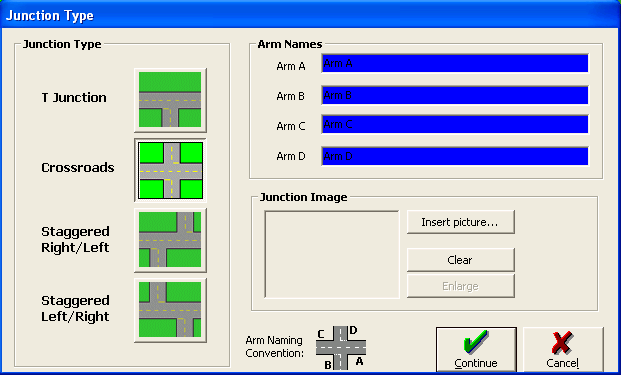 Junction Type
Junction Type
T Junction
Crossroads
Staggered
Right/Left
Staggered
Left/Right
Arm Names
Arm A Arm A
Arm B Arm B
Arm C Arm C
Arm D Arm D
Junction Image
Insert picture...
Clear
Enlarge
Arm Naming
Convention:
C D
B A
Continue
Cancel